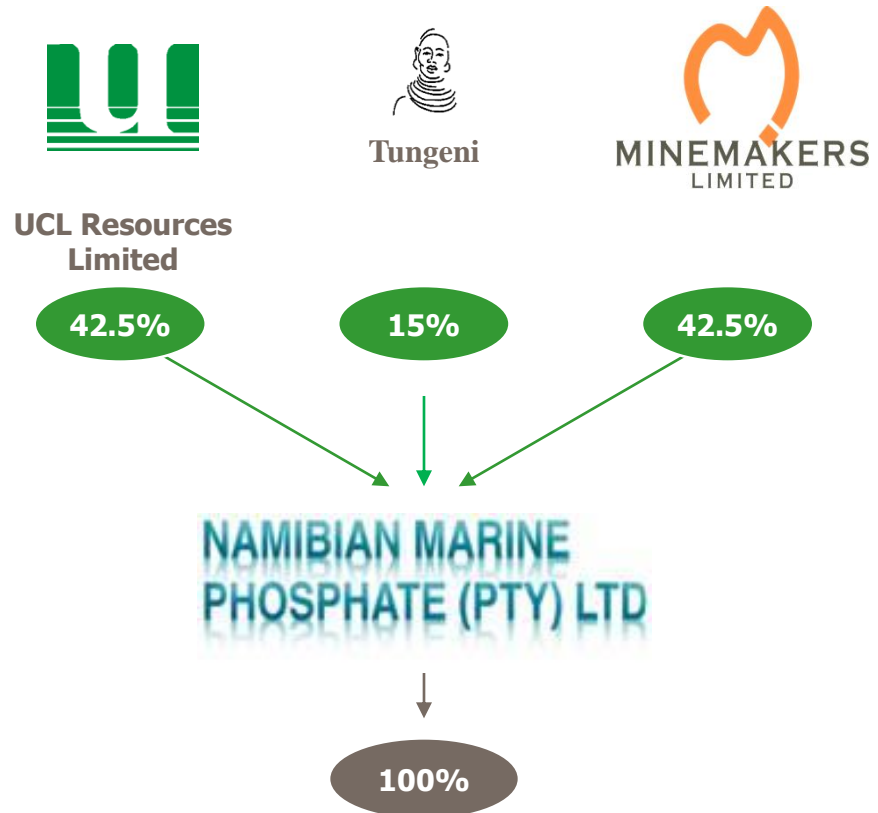 Tungeni
MINEMAKERS
LIMITED
UCL Resources
Limited
42.5%
15%
42.5%
NAMIBIAN MARINE
PHOSPHATE (PTY) LTD
100%